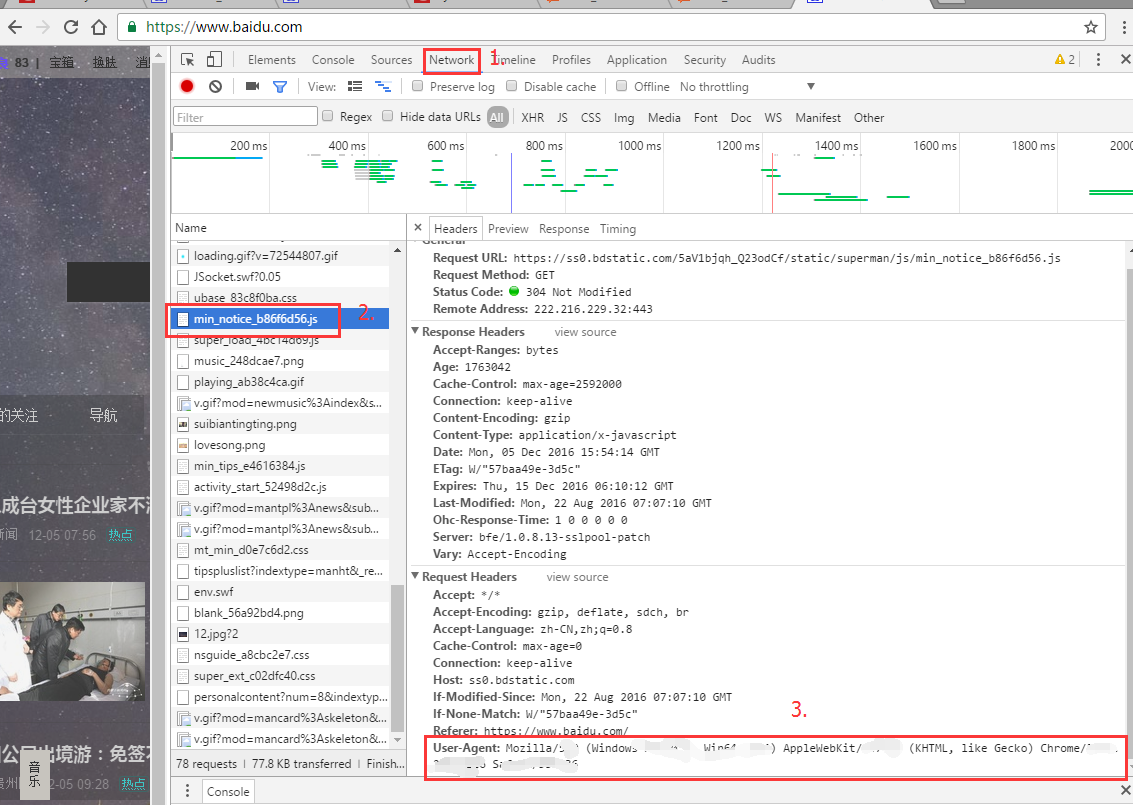 https://www.baidu.com
83 | 宝箱 换肤
Elements Console Sources Network Timeline Profiles Application Security Audits 2
1.
View: Preserve log Disable cache Offline No throttling
Filter Regex Hide data URLs All XHR JS CSS Img Media Font Doc WS Manifest Other
200 ms 400 ms 600 ms 800 ms 1000 ms 1200 ms 1400 ms 1600 ms 1800 ms 2000
Name
loading.gif?v=72544807.gif
JSocket.swf?0.05
ubase_83c8f0ba.css
min_notice_b86f6d56.js
2.
super_load_4bc14d69.js
music_248dcae7.png
playing_ab38c4ca.gif
v.gif?mod=newmusic%3Aindex&s...
suibiantingting.png
lovesong.png
min_tips_e4616384.js
activity_start_52498d2c.js
v.gif?mod=mantpl%3Anews&sub...
v.gif?mod=mantpl%3Anews&sub...
mt_min_d0e7c6d2.css
tipspluslist?indextype=manht&_re...
env.swf
blank_56a92bd4.png
12.jpg?2
nsguide_a8cbc2e7.css
super_ext_c02dfc40.css
personalcontent?num=8&indextyp...
v.gif?mod=mancard%3Askeleton&...
v.gif?mod=mancard%3Askeleton&...
78 requests | 77.8 KB transferred | Finish...
× Headers Preview Response Timing
General
Request URL: https://ss0.bdstatic.com/5aV1bjqh_Q23odCf/static/superman/js/min_notice_b86f6d56.js
Request Method: GET
Status Code: 304 Not Modified
Remote Address: 222.216.229.32:443
Response Headers view source
Accept-Ranges: bytes
Age: 1763042
Cache-Control: max-age=2592000
Connection: keep-alive
Content-Encoding: gzip
Content-Type: application/x-javascript
Date: Mon, 05 Dec 2016 15:54:14 GMT
ETag: W/"57baa49e-3d5c"
Expires: Thu, 15 Dec 2016 06:10:12 GMT
Last-Modified: Mon, 22 Aug 2016 07:07:10 GMT
Ohc-Response-Time: 1 0 0 0 0 0
Server: bfe/1.0.8.13-sslpool-patch
Vary: Accept-Encoding
Request Headers view source
Accept: */*
Accept-Encoding: gzip, deflate, sdch, br
Accept-Language: zh-CN,zh;q=0.8
Cache-Control: max-age=0
Connection: keep-alive
Host: ss0.bdstatic.com
If-Modified-Since: Mon, 22 Aug 2016 07:07:10 GMT
If-None-Match: W/"57baa49e-3d5c"
Referer: https://www.baidu.com/
3.
User-Agent: Mozilla/ (Windows Win64 ) AppleWebKit/ (KHTML, like Gecko) Chrome/
Console
的关注 导航
成台女性企业家不
新闻 12-05 07:56 热点
公民出境游：免签不
12-05 09:28 热点
音
乐